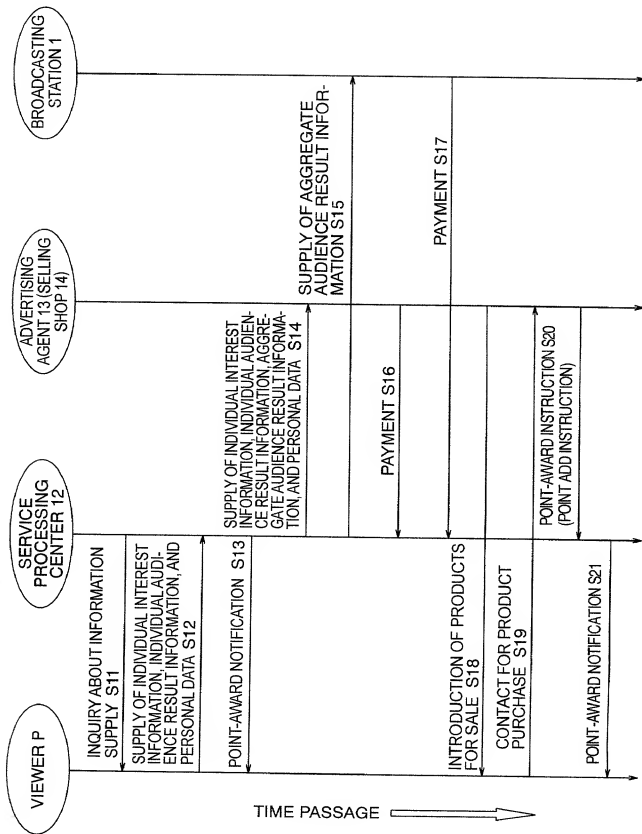 VIEWER P
SERVICE
PROCESSING
CENTER 12
ADVERTISING
AGENT 13 (SELLING
SHOP 14)
BROADCASTING
STATION 1
INQUIRY ABOUT INFORMATION
SUPPLY S11
SUPPLY OF INDIVIDUAL INTEREST
INFORMATION, INDIVIDUAL AUDI-
ENCE RESULT INFORMATION, AND
PERSONAL DATA S12
POINT-AWARD NOTIFICATION S13
SUPPLY OF INDIVIDUAL INTEREST
INFORMATION, INDIVIDUAL AUDIEN-
CE RESULT INFORMATION, AGGRE-
GATE AUDIENCE RESULT INFORMA-
TION, AND PERSONAL DATA S14
SUPPLY OF AGGREGATE
AUDIENCE RESULT INFOR-
MATION S15
PAYMENT S16
PAYMENT S17
INTRODUCTION OF PRODUCTS
FOR SALE S18
CONTACT FOR PRODUCT
PURCHASE S19
POINT-AWARD INSTRUCTION S20
(POINT ADD INSTRUCTION)
POINT-AWARD NOTIFICATION S21
TIME PASSAGE